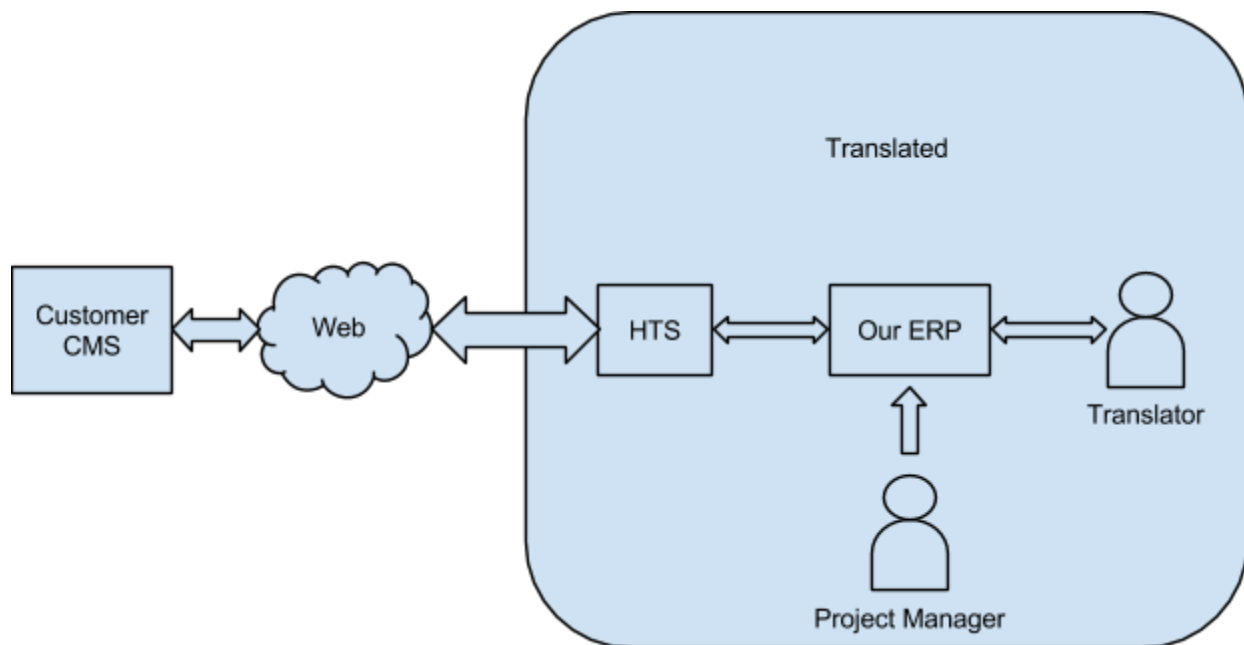 Translated
Customer
CMS
Web
HTS
Our ERP
Translator
Project Manager